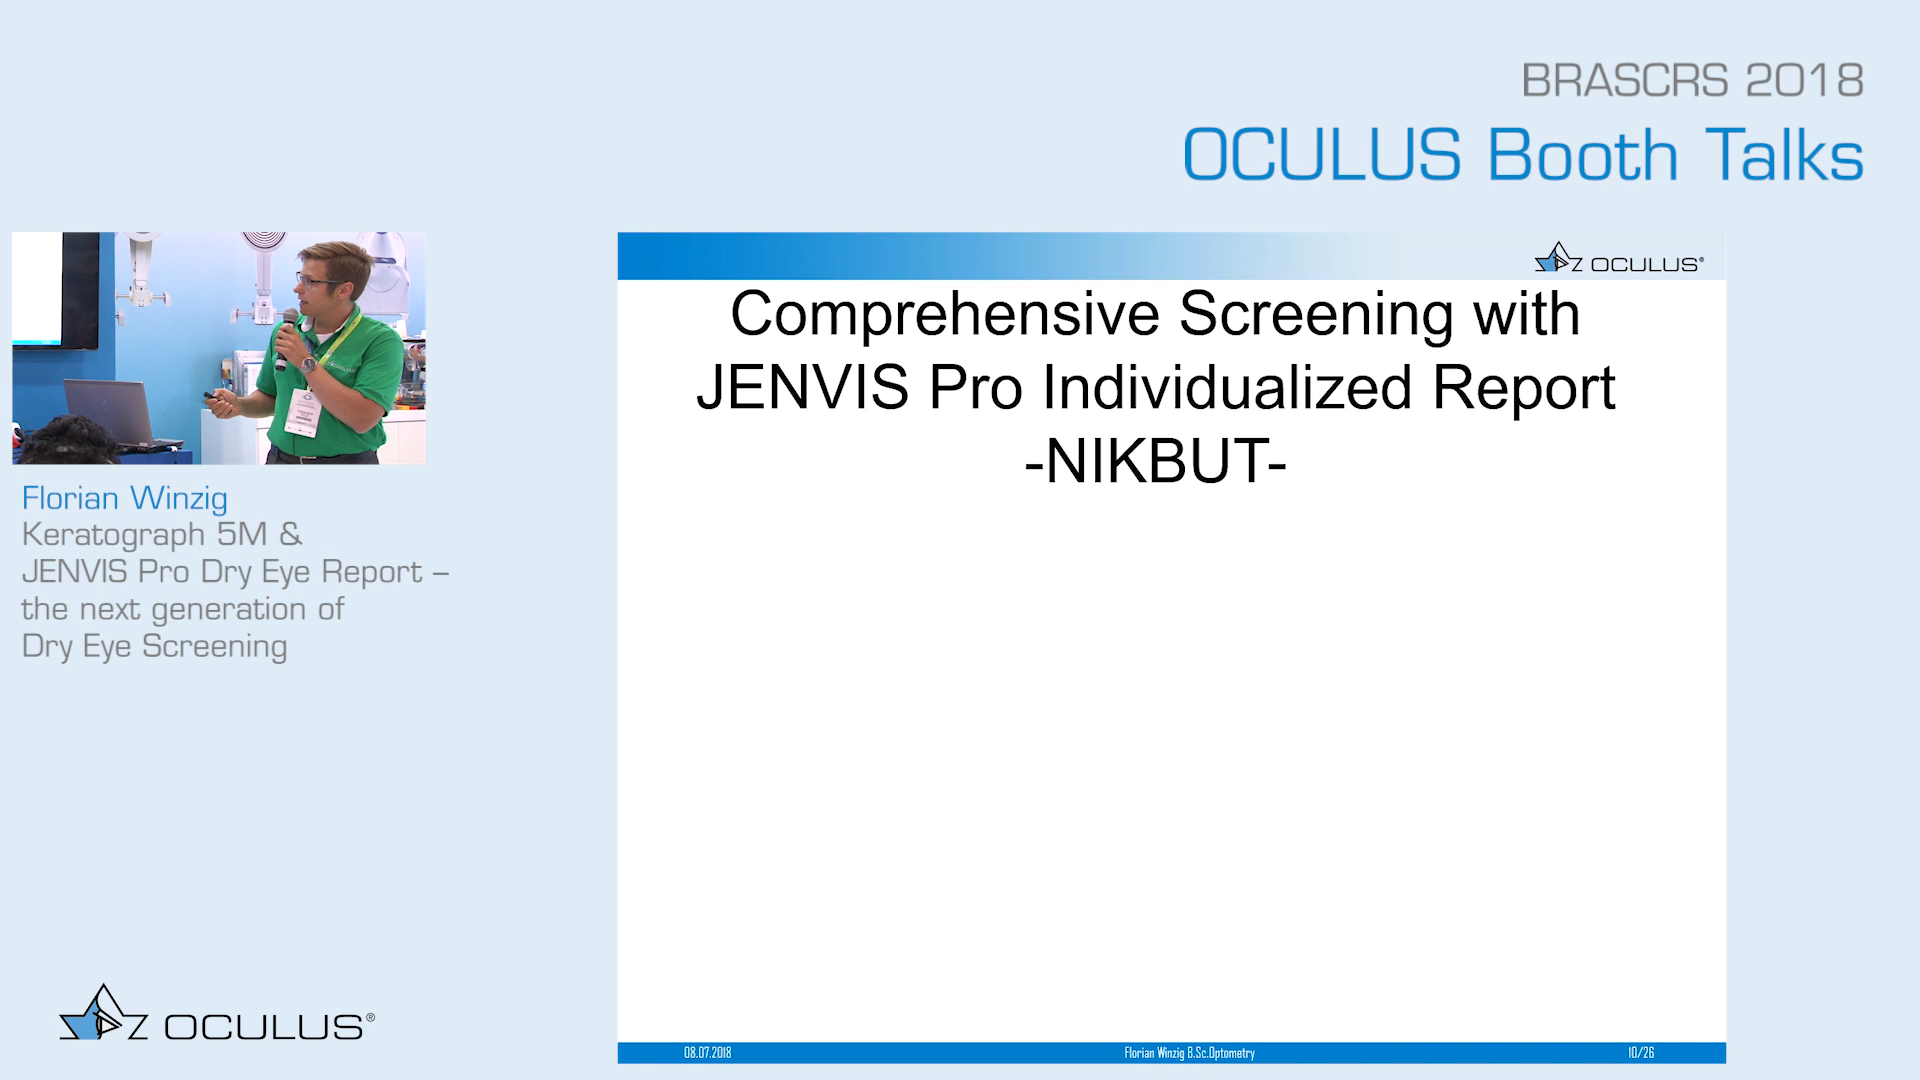 BRASCRS 2018
OCULUS Booth Talks
OCULUS®
Comprehensive Screening with
JENVIS Pro Individualized Report
-NIKBUT-
Florian Winzig
Keratograph 5M &
JENVIS Pro Dry Eye Report –
the next generation of
Dry Eye Screening
OCULUS®
08.07.2018
Florian Winzig B.Sc.Optometry
10/26